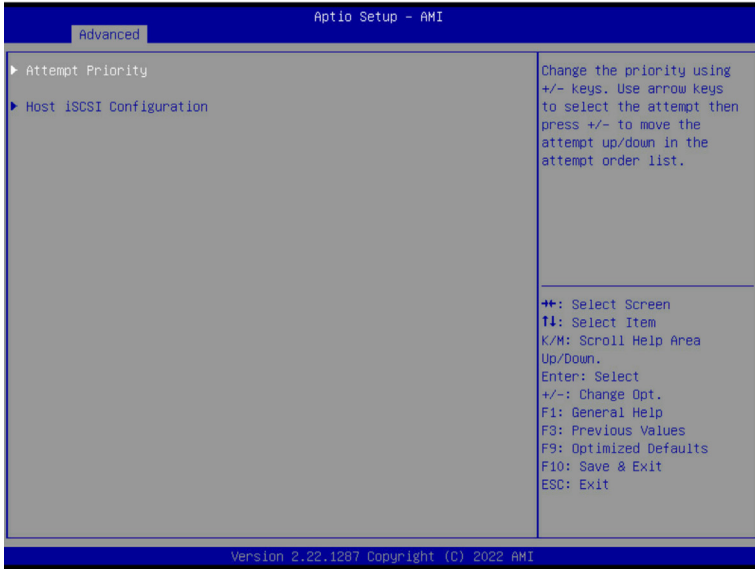 Aptio Setup - AMI
Advanced
▶ Attempt Priority
▶ Host iSCSI Configuration
Change the priority using
+/- keys. Use arrow keys
to select the attempt then
press +/- to move the
attempt up/down in the
attempt order list.
→←: Select Screen
↑↓: Select Item
K/M: Scroll Help Area
Up/Down.
Enter: Select
+/-: Change Opt.
F1: General Help
F3: Previous Values
F9: Optimized Defaults
F10: Save & Exit
ESC: Exit
Version 2.22.1287 Copyright (C) 2022 AMI